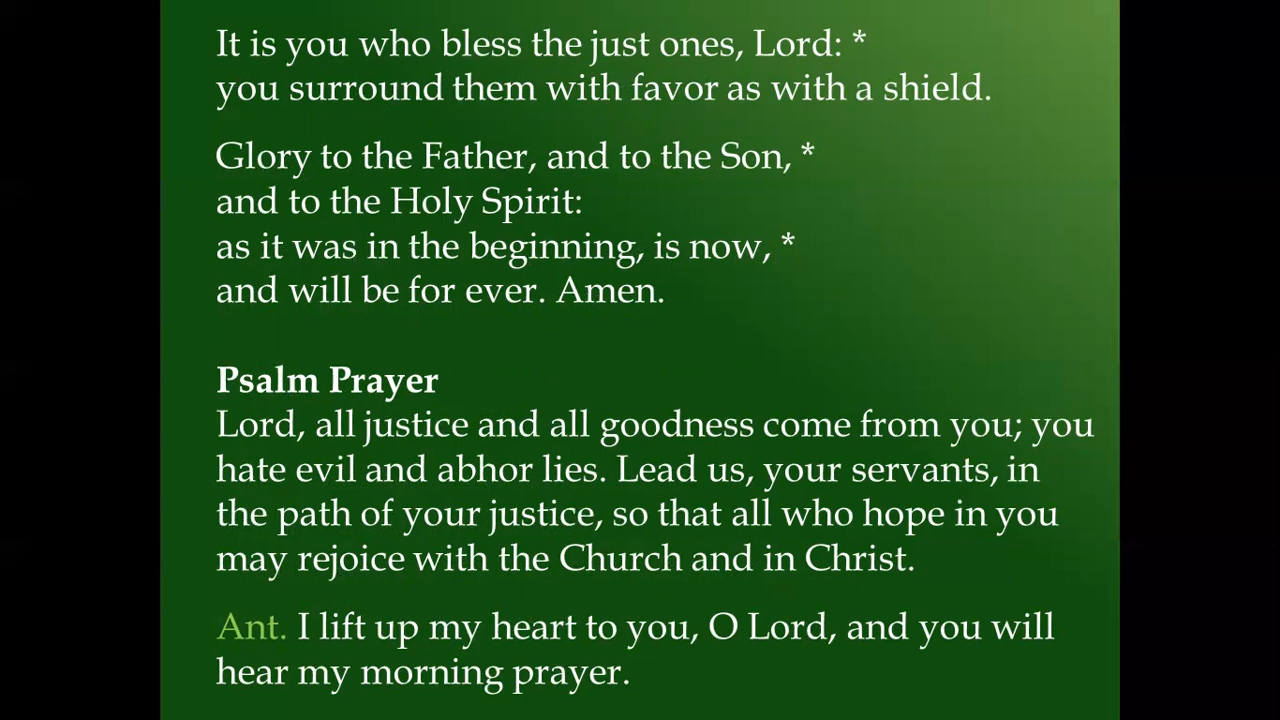 It is you who bless the just ones, Lord: *
you surround them with favor as with a shield.
Glory to the Father, and to the Son, *
and to the Holy Spirit:
as it was in the beginning, is now, *
and will be for ever. Amen.
Psalm Prayer
Lord, all justice and all goodness come from you; you
hate evil and abhor lies. Lead us, your servants, in
the path of your justice, so that all who hope in you
may rejoice with the Church and in Christ.
Ant. I lift up my heart to you, O Lord, and you will
hear my morning prayer.